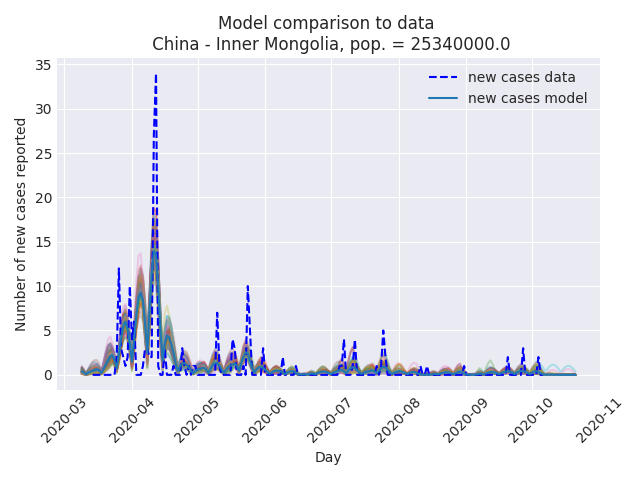 Model comparison to data
China - Inner Mongolia, pop. = 25340000.0
new cases data
new cases model
Number of new cases reported
35
30
25
20
15
10
5
0
2020-03
2020-04
2020-05
2020-06
2020-07
2020-08
2020-09
2020-10
2020-11
Day